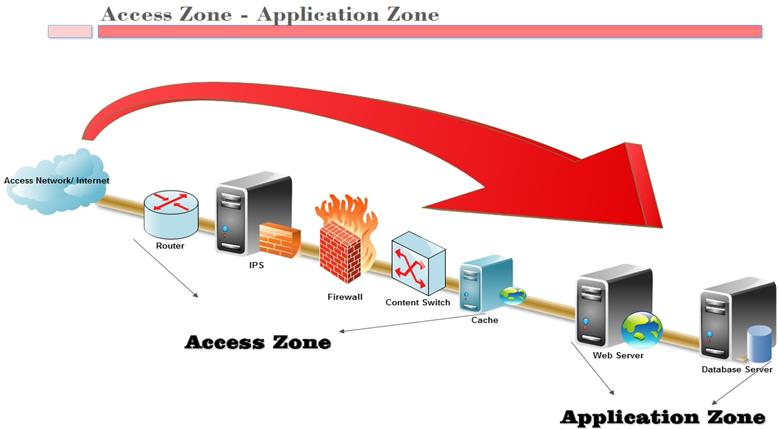 Access Zone - Application Zone
Access Network/ Internet
Router
IPS
Firewall
Content Switch
Cache
Access Zone
Web Server
Database Server
Application Zone